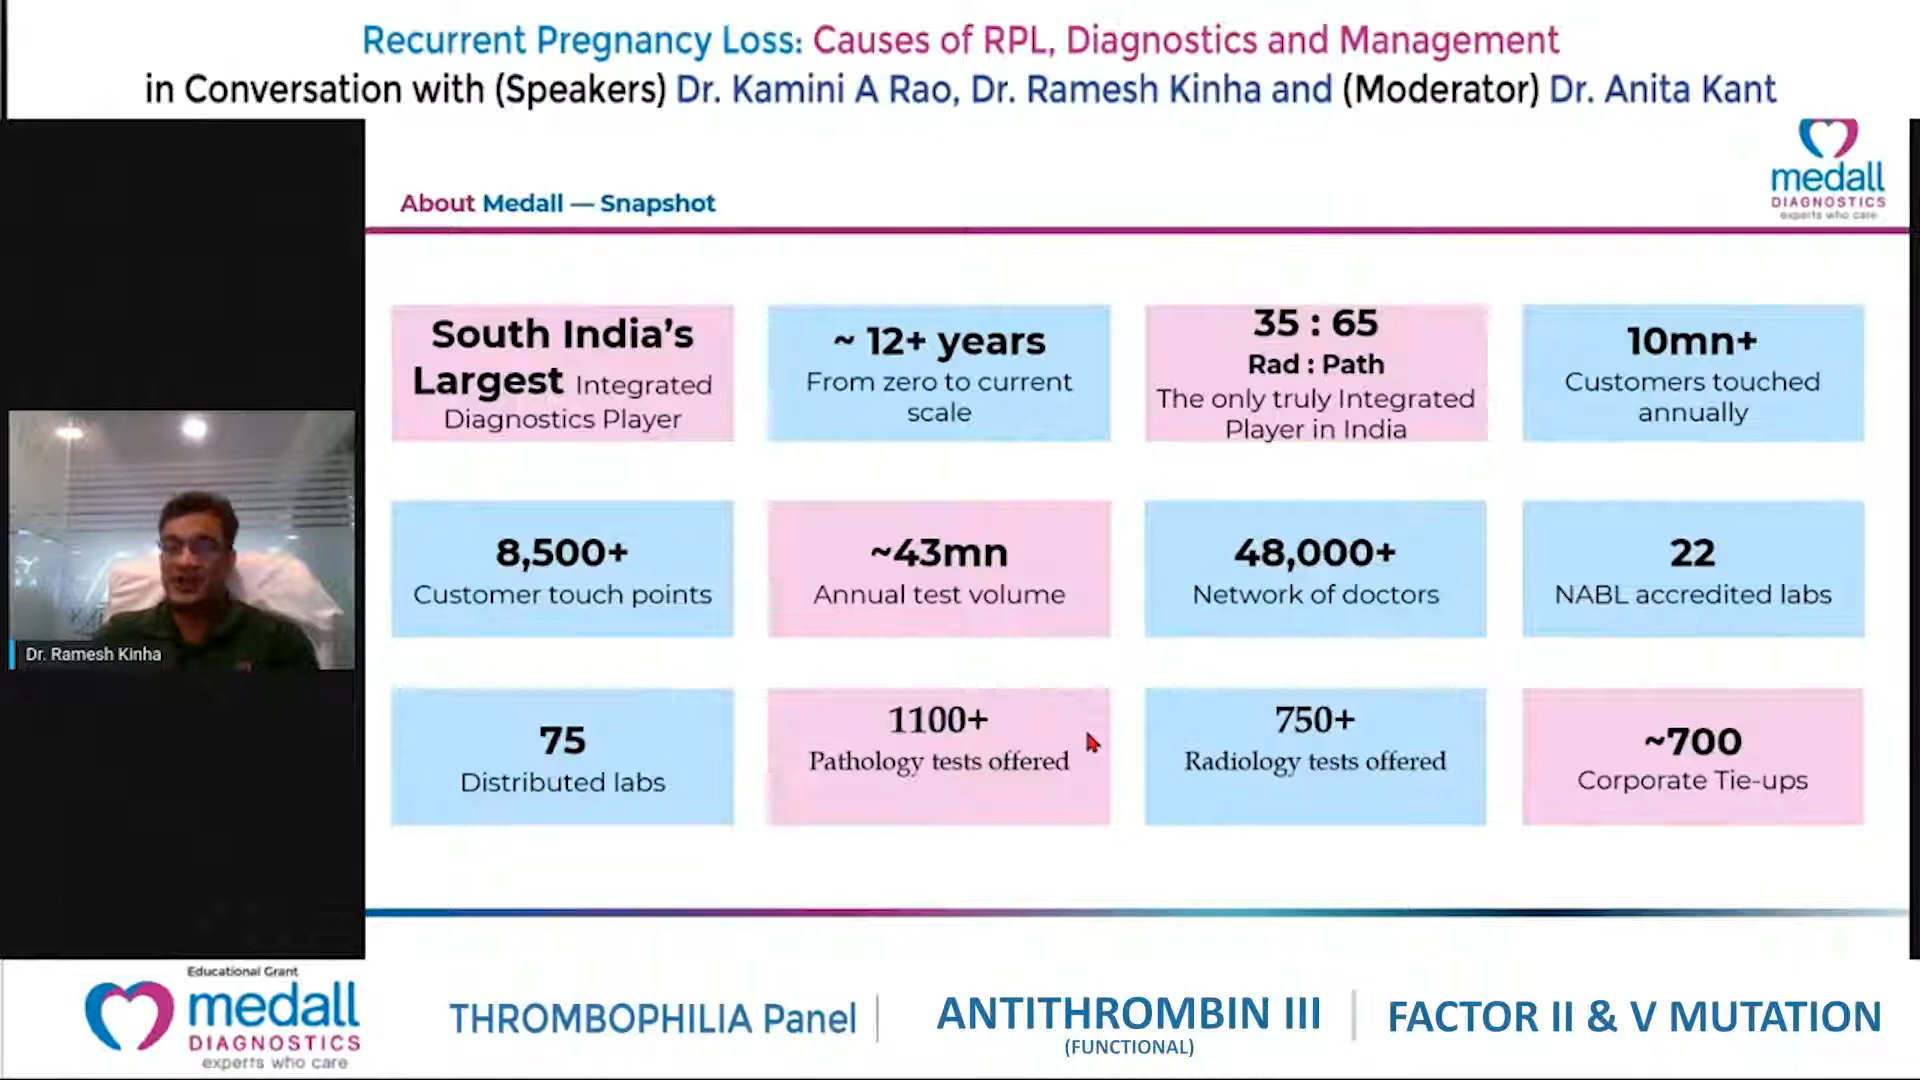 Recurrent Pregnancy Loss: Causes of RPL, Diagnostics and Management
in Conversation with (Speakers) Dr. Kamini A Rao, Dr. Ramesh Kinha and (Moderator) Dr. Anita Kant
medall
DIAGNOSTICS
experts who care
About Medall — Snapshot
South India's
Largest Integrated
Diagnostics Player
~ 12+ years
From zero to current
scale
35 : 65
Rad : Path
The only truly Integrated
Player in India
10mn+
Customers touched
annually
8,500+
Customer touch points
~43mn
Annual test volume
48,000+
Network of doctors
22
NABL accredited labs
75
Distributed labs
1100+
Pathology tests offered
750+
Radiology tests offered
~700
Corporate Tie-ups
Dr. Ramesh Kinha
Educational Grant
medall
DIAGNOSTICS
experts who care
THROMBOPHILIA Panel
ANTITHROMBIN III
(FUNCTIONAL)
FACTOR II & V MUTATION